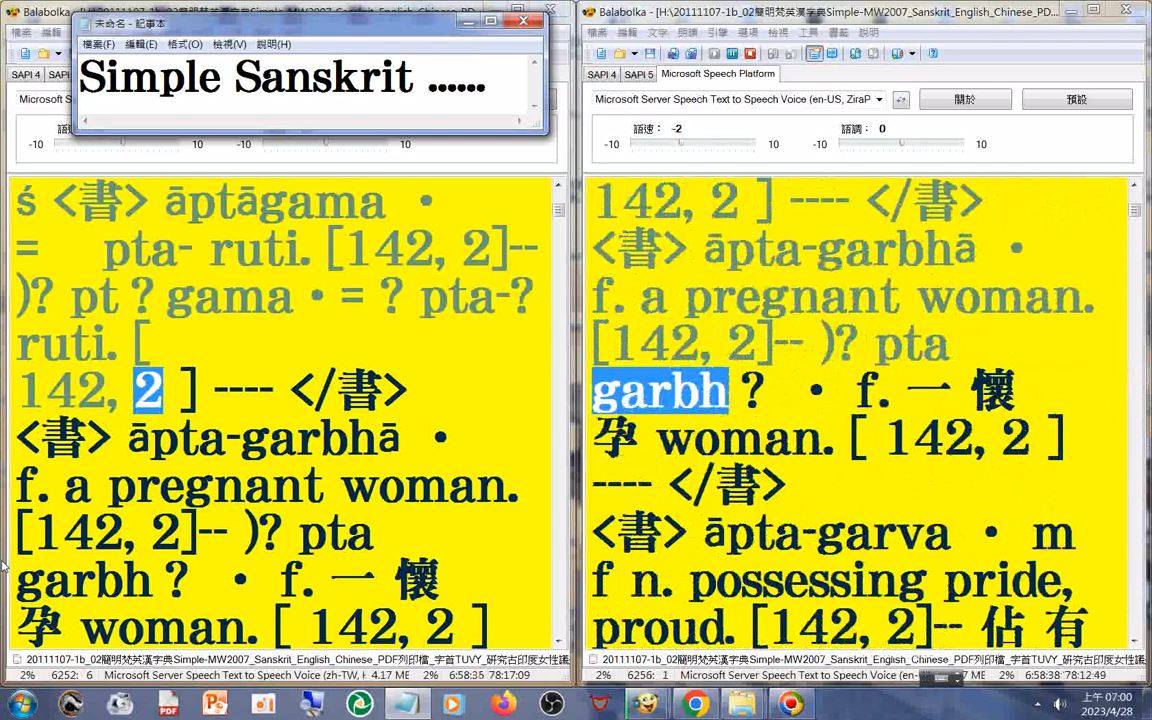 Balabolka - [H:\20111107-1b_02簡明梵英漢字典Simple-MW2007_Sanskrit_English_Chinese_PD...
未命名 - 記事本
檔案(F) 編輯(E) 格式(O) 檢視(V) 說明(H)
Simple Sanskrit ......
檔案 編輯
SAPI 4 SAPI
Microsoft S
語速
-10 10 -10 10
ś <書> āptāgama •
= pta- ruti. [142, 2]--
)? pt ? gama • = ? pta-?
ruti. [
142, 2 ] ---- </書>
<書> āpta-garbhā •
f. a pregnant woman.
[142, 2]-- )? pta
garbh ? • f. 一 懷
孕 woman. [ 142, 2 ]
20111107-1b_02簡明梵英漢字典Simple-MW2007_Sanskrit_English_Chinese_PDF列印檔_字首TUVY_研究古印度女性議
2% 6252: 6 Microsoft Server Speech Text to Speech Voice (zh-TW, 4.17 ME 2% 6:58:35 78:17:09
Balabolka - [H:\20111107-1b_02簡明梵英漢字典Simple-MW2007_Sanskrit_English_Chinese_PD...
檔案 編輯 文字 朗讀 引擎 選項 檢視 工具 書籤 說明
SAPI 4 SAPI 5 Microsoft Speech Platform
Microsoft Server Speech Text to Speech Voice (en-US, ZiraP 關於 預設
語速： -2 語調： 0
-10 10 -10 10
142, 2 ] ---- </書>
<書> āpta-garbhā •
f. a pregnant woman.
[142, 2]-- )? pta
garbh ? • f. 一 懷
孕 woman. [ 142, 2 ]
---- </書>
<書> āpta-garva • m
f n. possessing pride,
proud. [142, 2]-- 佔 有
20111107-1b_02簡明梵英漢字典Simple-MW2007_Sanskrit_English_Chinese_PDF列印檔_字首TUVY_研究古印度女性議
2% 6256: 1 Microsoft Server Speech Text to Speech Voice (en-US 4.17 ME 2% 6:58:38 78:12:49
上午 07:00
2023/4/28